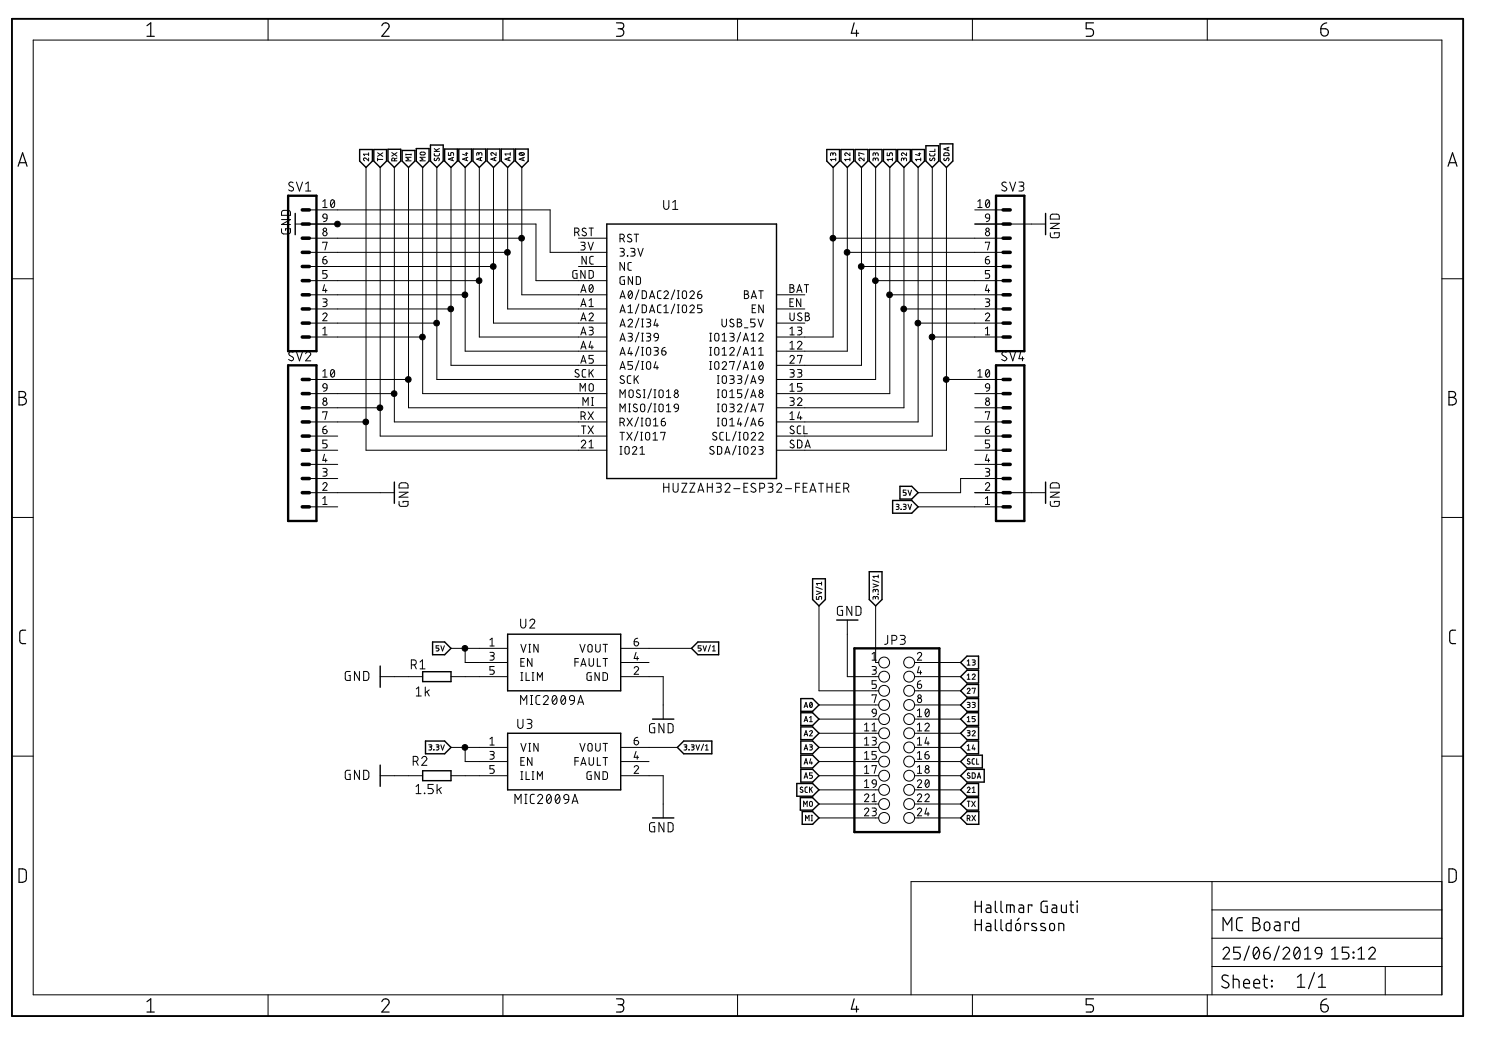 1 2 3 4 5 6
A A
21 TX RX MI MO SCK A5 A4 A3 A2 A1 A0
13 12 27 33 15 32 14 SCL SDA
SV1
10
9
8
7
6
5
4
3
2
1
GND
SV2
10
9
8
7
6
5
4
3
2
1
GND
U1
RST RST
3V 3.3V
NC NC
GND GND
A0 A0/DAC2/IO26
A1 A1/DAC1/IO25
A2 A2/I34
A3 A3/I39
A4 A4/IO36
A5 A5/IO4
SCK SCK
MO MOSI/IO18
MI MISO/IO19
RX RX/IO16
TX TX/IO17
21 IO21
BAT BAT
EN EN
USB_5V USB
IO13/A12 13
IO12/A11 12
IO27/A10 27
IO33/A9 33
IO15/A8 15
IO32/A7 32
IO14/A6 14
SCL/IO22 SCL
SDA/IO23 SDA
HUZZAH32-ESP32-FEATHER
SV3
10
9
8
7
6
5
4
3
2
1
GND
SV4
10
9
8
7
6
5
4
3
2
1
5V
3.3V
GND
B B
C C
U2
5V 1 VIN VOUT 6 5V/1
3 EN FAULT 4
GND R1 1k 5 ILIM GND 2
MIC2009A
GND
U3
3.3V 1 VIN VOUT 6 3.3V/1
3 EN FAULT 4
GND R2 1.5k 5 ILIM GND 2
MIC2009A
GND
5V/1
3.3V/1
GND
JP3
1 2 13
3 4 12
5 6 27
A0 7 8 33
A1 9 10 15
A2 11 12 32
A3 13 14 14
A4 15 16 SCL
A5 17 18 SDA
SCK 19 20 21
MO 21 22 TX
MI 23 24 RX
D D
Hallmar Gauti
Halldórsson
MC Board
25/06/2019 15:12
Sheet: 1/1
1 2 3 4 5 6